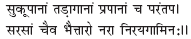 सुकूपानां तडागानां प्रपानां च परंतप।
सरसां चैव भैत्तारो नरा निरयगामिनः॥